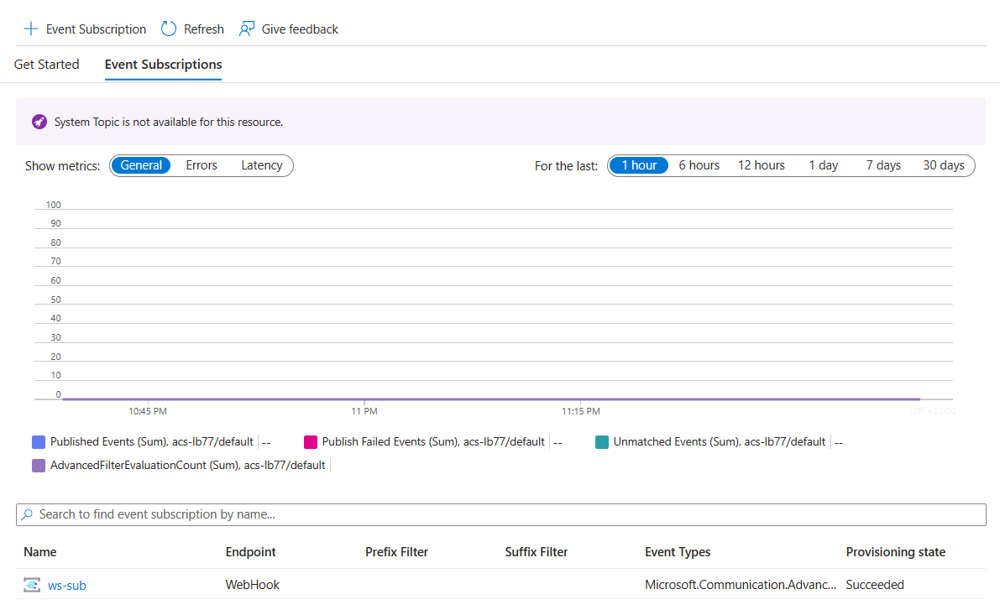 Event Subscription Refresh Give feedback
Get Started Event Subscriptions
System Topic is not available for this resource.
Show metrics: General Errors Latency For the last: 1 hour 6 hours 12 hours 1 day 7 days 30 days
100
90
80
70
60
50
40
30
20
10
0
10:45 PM 11 PM 11:15 PM UTC+02:00
Published Events (Sum), acs-lb77/default -- Publish Failed Events (Sum), acs-lb77/default -- Unmatched Events (Sum), acs-lb77/default --
AdvancedFilterEvaluationCount (Sum), acs-lb77/default
Search to find event subscription by name...
Name Endpoint Prefix Filter Suffix Filter Event Types Provisioning state
ws-sub WebHook Microsoft.Communication.Advanc... Succeeded